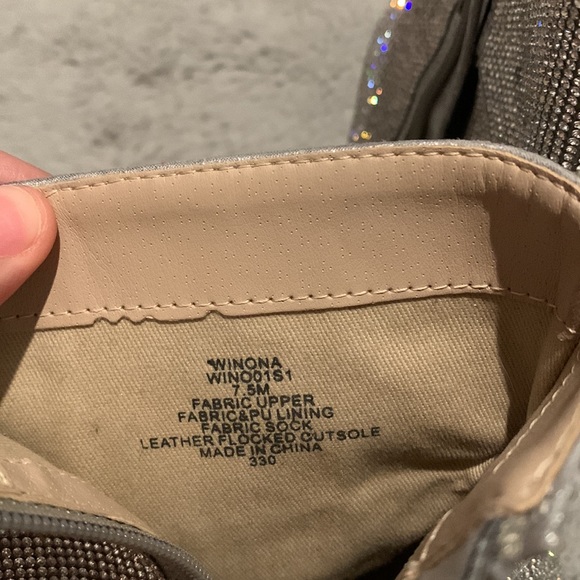 WINONA
WINO01S1
7.5M
FABRIC UPPER
FABRIC&PU LINING
FABRIC SOCK
LEATHER FLOCKED OUTSOLE
MADE IN CHINA
330